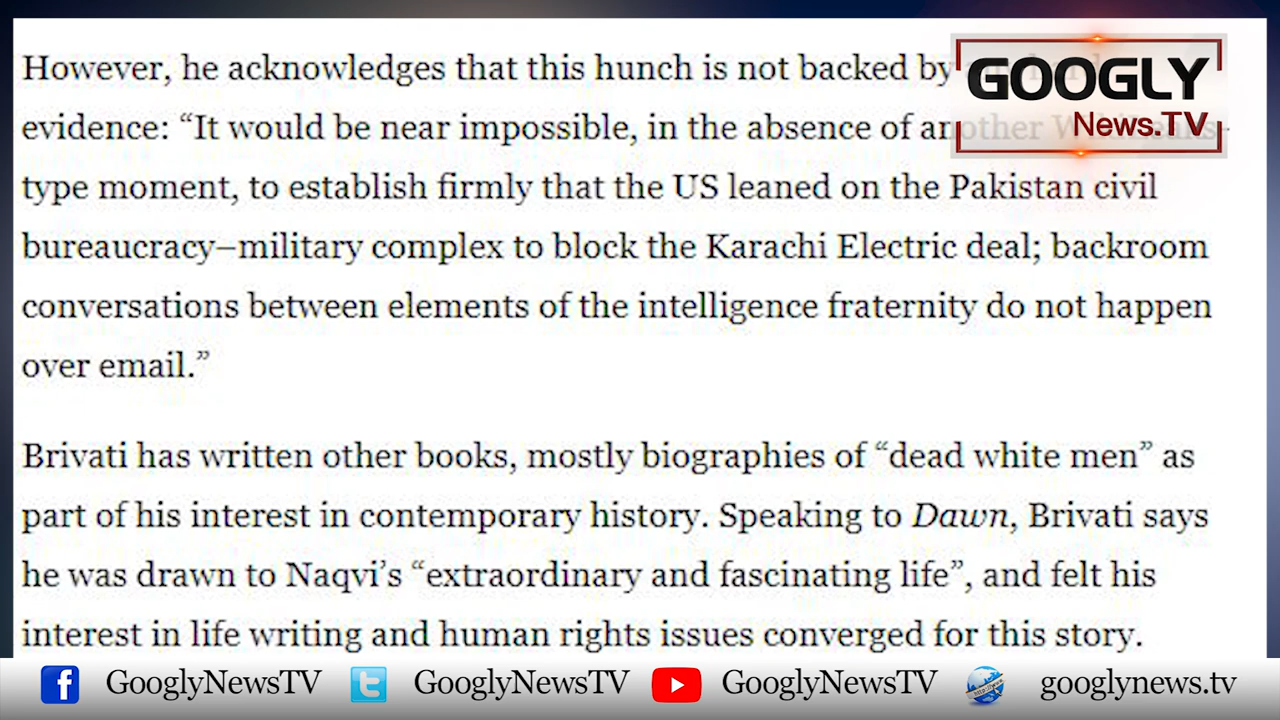 However, he acknowledges that this hunch is not backed by
GOOGLY
News.TV
evidence: “It would be near impossible, in the absence of another
type moment, to establish firmly that the US leaned on the Pakistan civil
bureaucracy–military complex to block the Karachi Electric deal; backroom
conversations between elements of the intelligence fraternity do not happen
over email.”
Brivati has written other books, mostly biographies of “dead white men” as
part of his interest in contemporary history. Speaking to Dawn, Brivati says
he was drawn to Naqvi’s “extraordinary and fascinating life”, and felt his
interest in life writing and human rights issues converged for this story.
GooglyNewsTV GooglyNewsTV GooglyNewsTV googlynews.tv